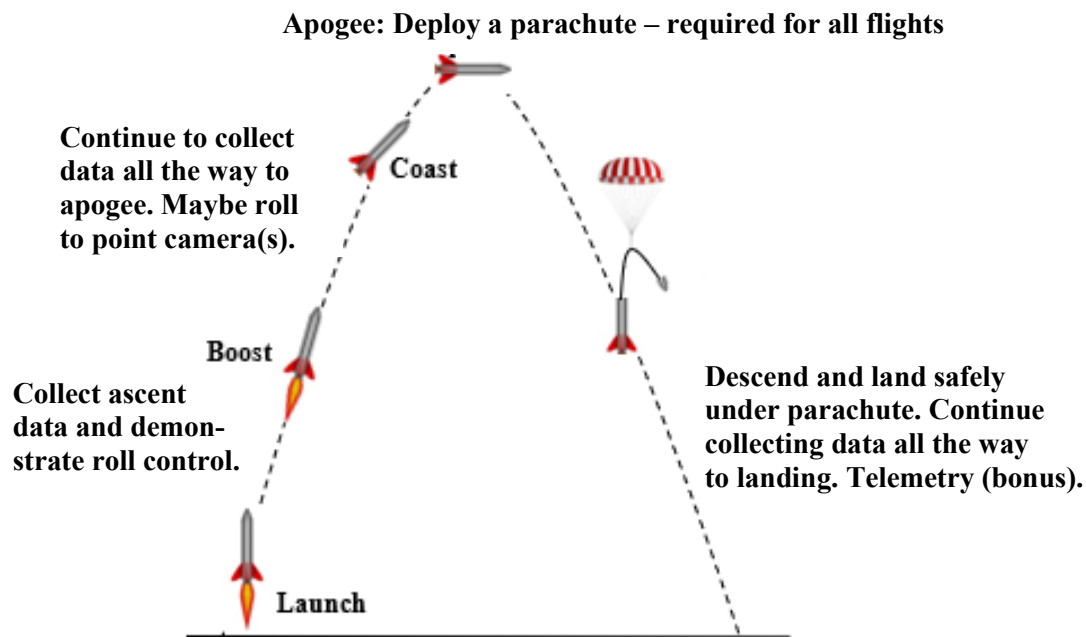 Apogee: Deploy a parachute – required for all flights
Continue to collect
data all the way to
apogee. Maybe roll
to point camera(s).
Coast
Boost
Collect ascent
data and demon-
strate roll control.
Descend and land safely
under parachute. Continue
collecting data all the way
to landing. Telemetry (bonus).
Launch